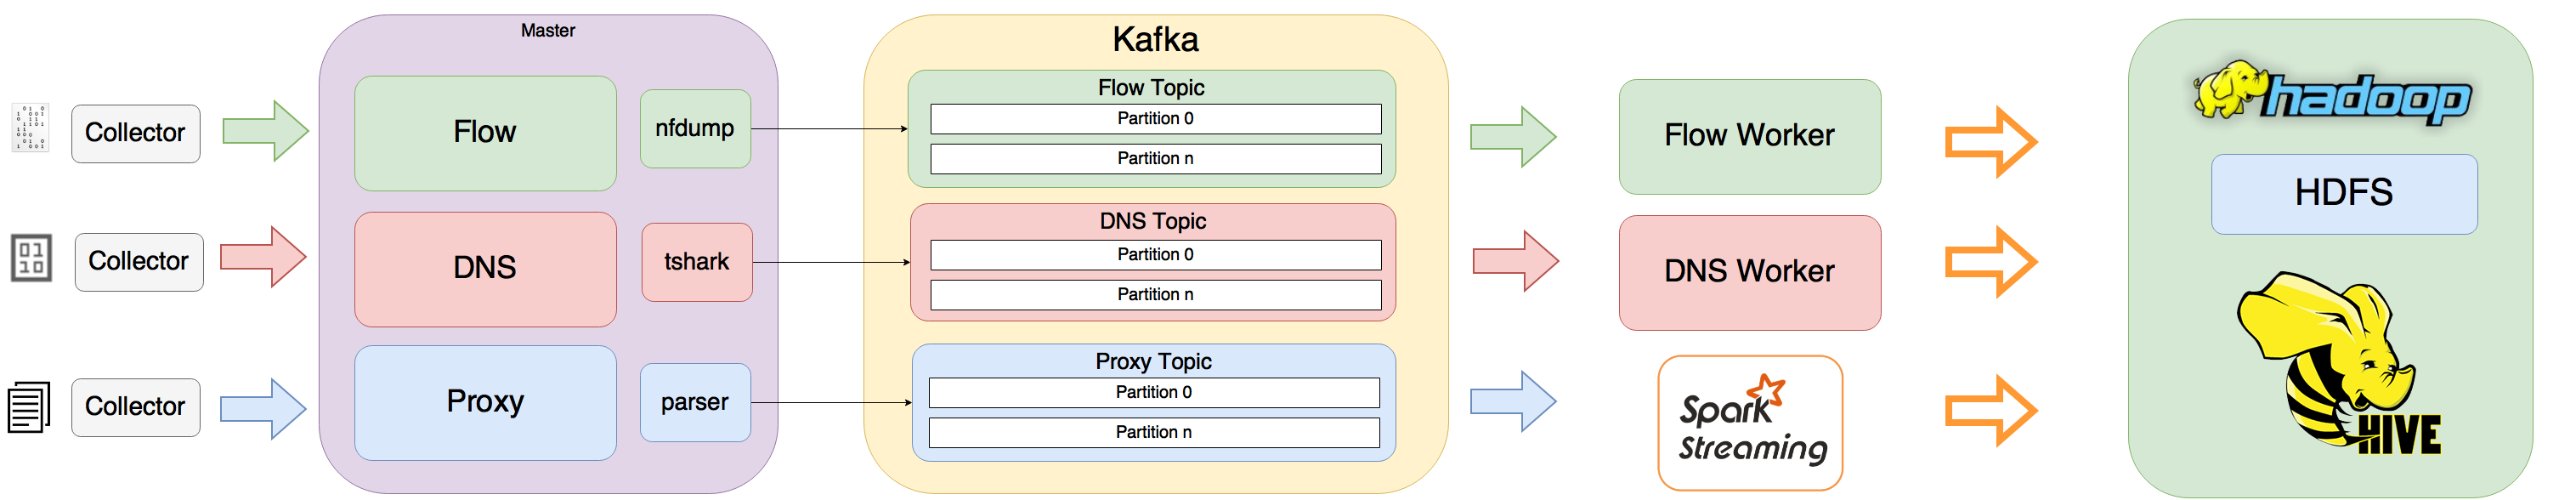 Master
Kafka
Collector
Flow
nfdump
Flow Topic
Partition 0
Partition n
Flow Worker
hadoop
HDFS
Collector
DNS
tshark
DNS Topic
Partition 0
Partition n
DNS Worker
Collector
Proxy
parser
Proxy Topic
Partition 0
Partition n
Spark
Streaming
HIVE